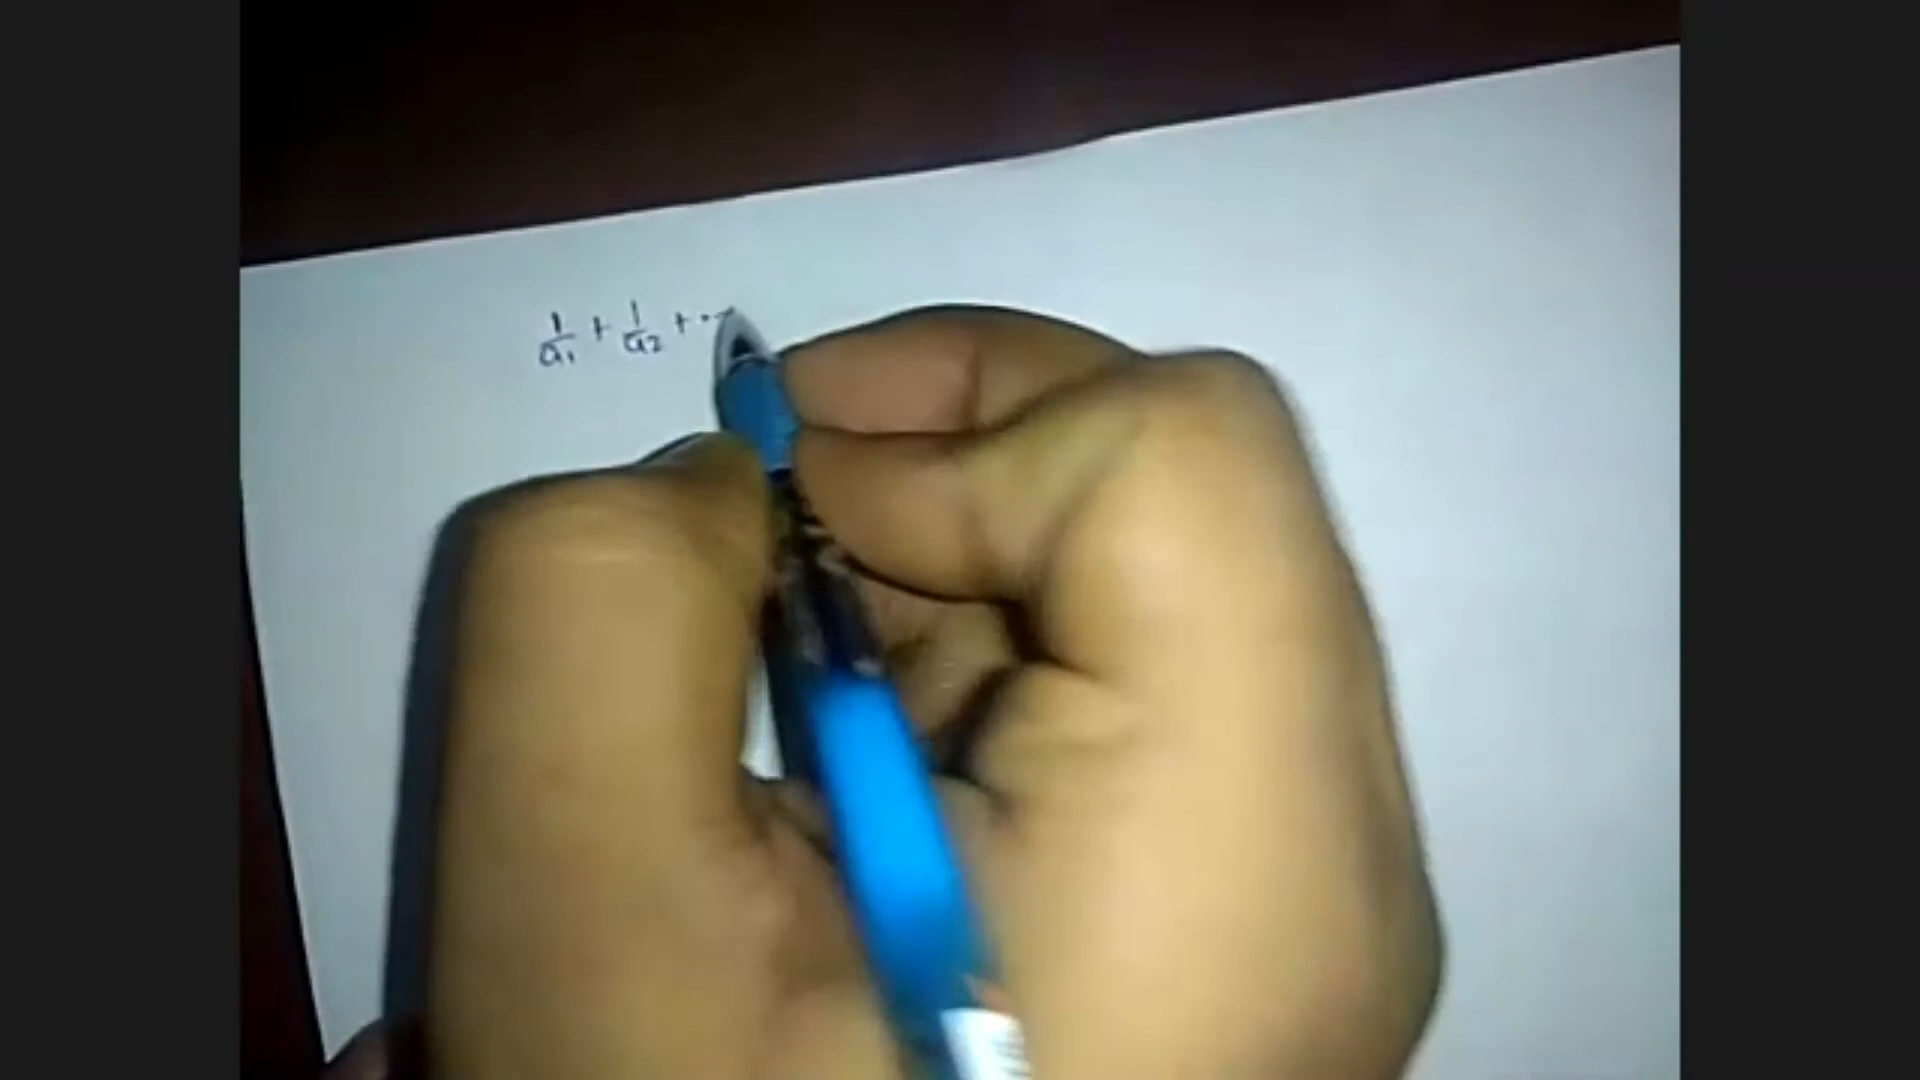 1/a₁ + 1/a₂ + ..